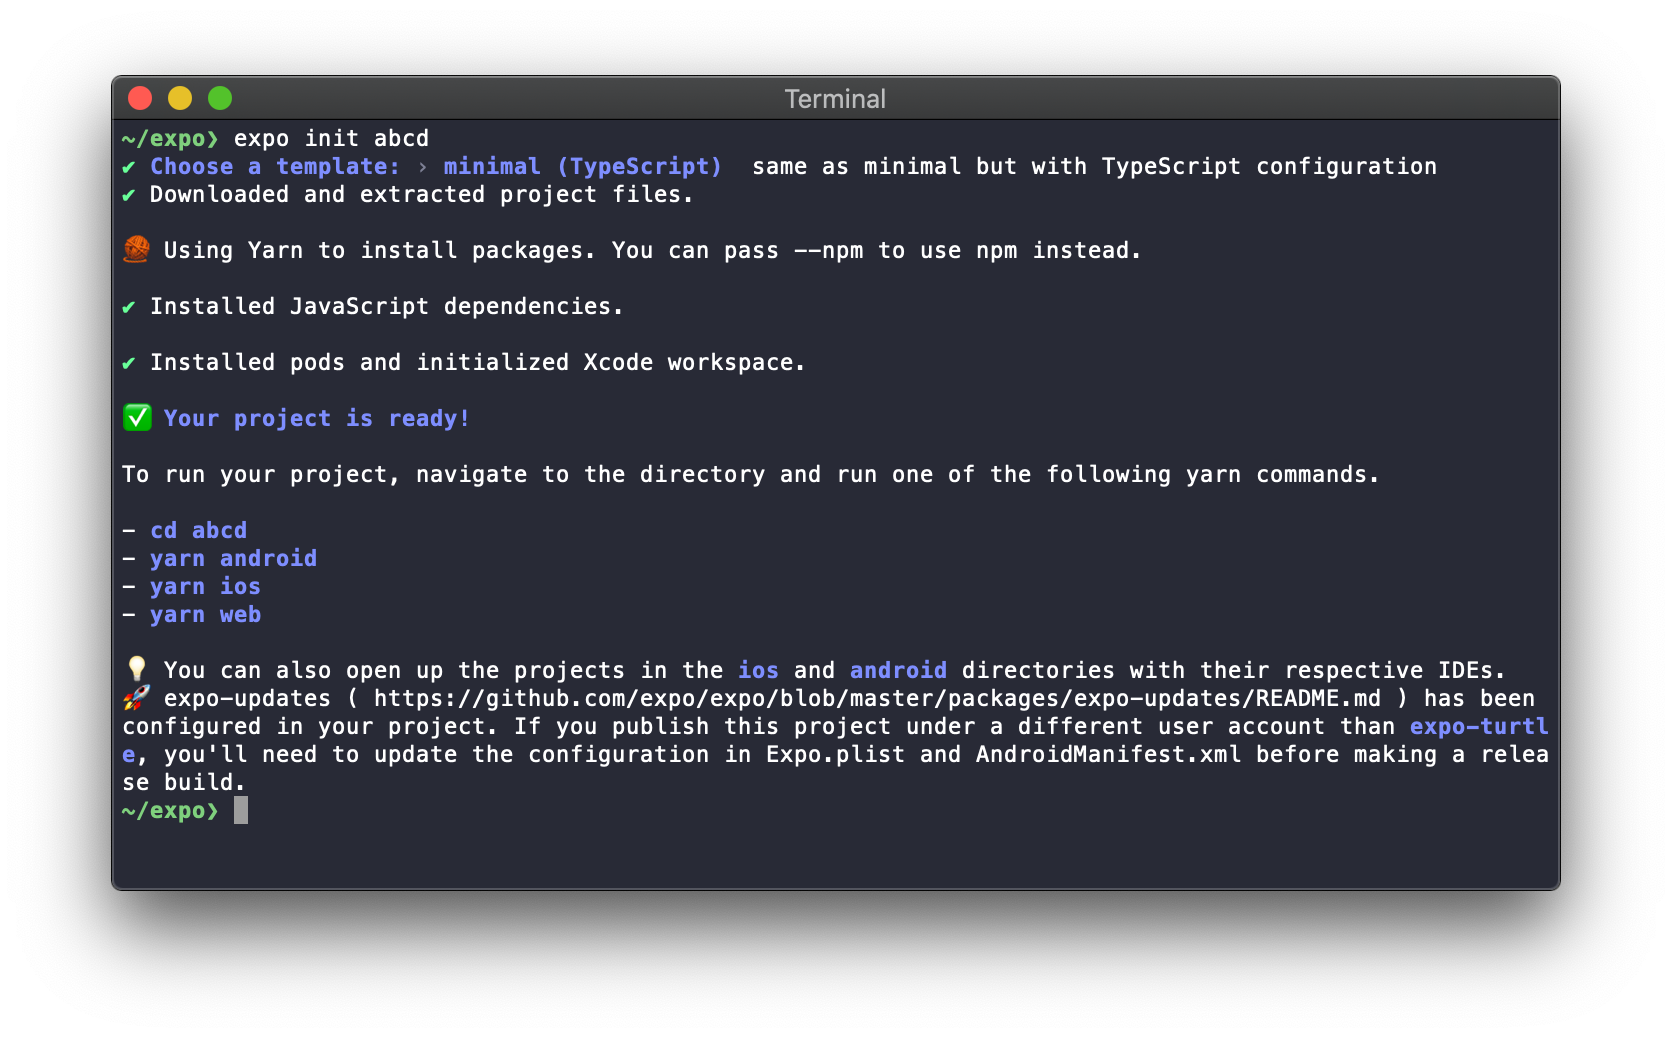 Terminal
~/expo❯ expo init abcd
✔ Choose a template: › minimal (TypeScript)  same as minimal but with TypeScript configuration
✔ Downloaded and extracted project files.
🧶 Using Yarn to install packages. You can pass --npm to use npm instead.
✔ Installed JavaScript dependencies.
✔ Installed pods and initialized Xcode workspace.
✅ Your project is ready!
To run your project, navigate to the directory and run one of the following yarn commands.
- cd abcd
- yarn android
- yarn ios
- yarn web
💡 You can also open up the projects in the ios and android directories with their respective IDEs.
🚀 expo-updates ( https://github.com/expo/expo/blob/master/packages/expo-updates/README.md ) has been
configured in your project. If you publish this project under a different user account than expo-turtl
e, you'll need to update the configuration in Expo.plist and AndroidManifest.xml before making a relea
se build.
~/expo❯